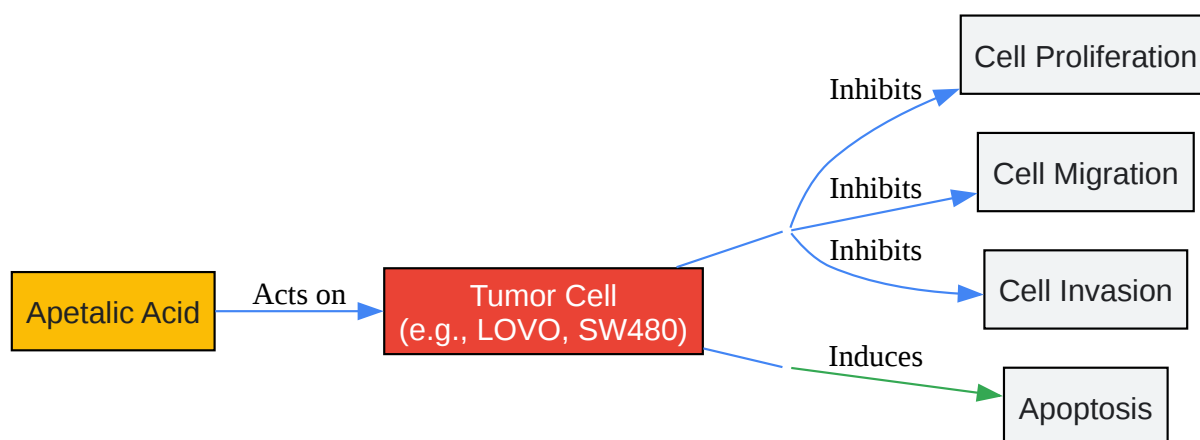 Cell Proliferation
Inhibits
Cell Migration
Inhibits
Inhibits
Cell Invasion
Apetalic Acid
Acts on
Tumor Cell
(e.g., LOVO, SW480)
Induces
Apoptosis